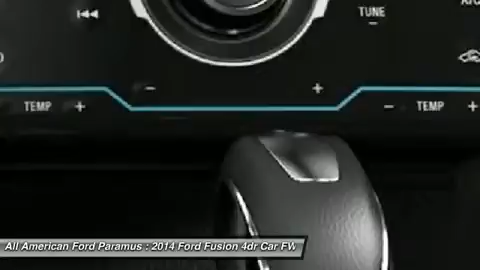 TUNE
−
− +
TEMP +
− TEMP +
All American Ford Paramus : 2014 Ford Fusion 4dr Car FW